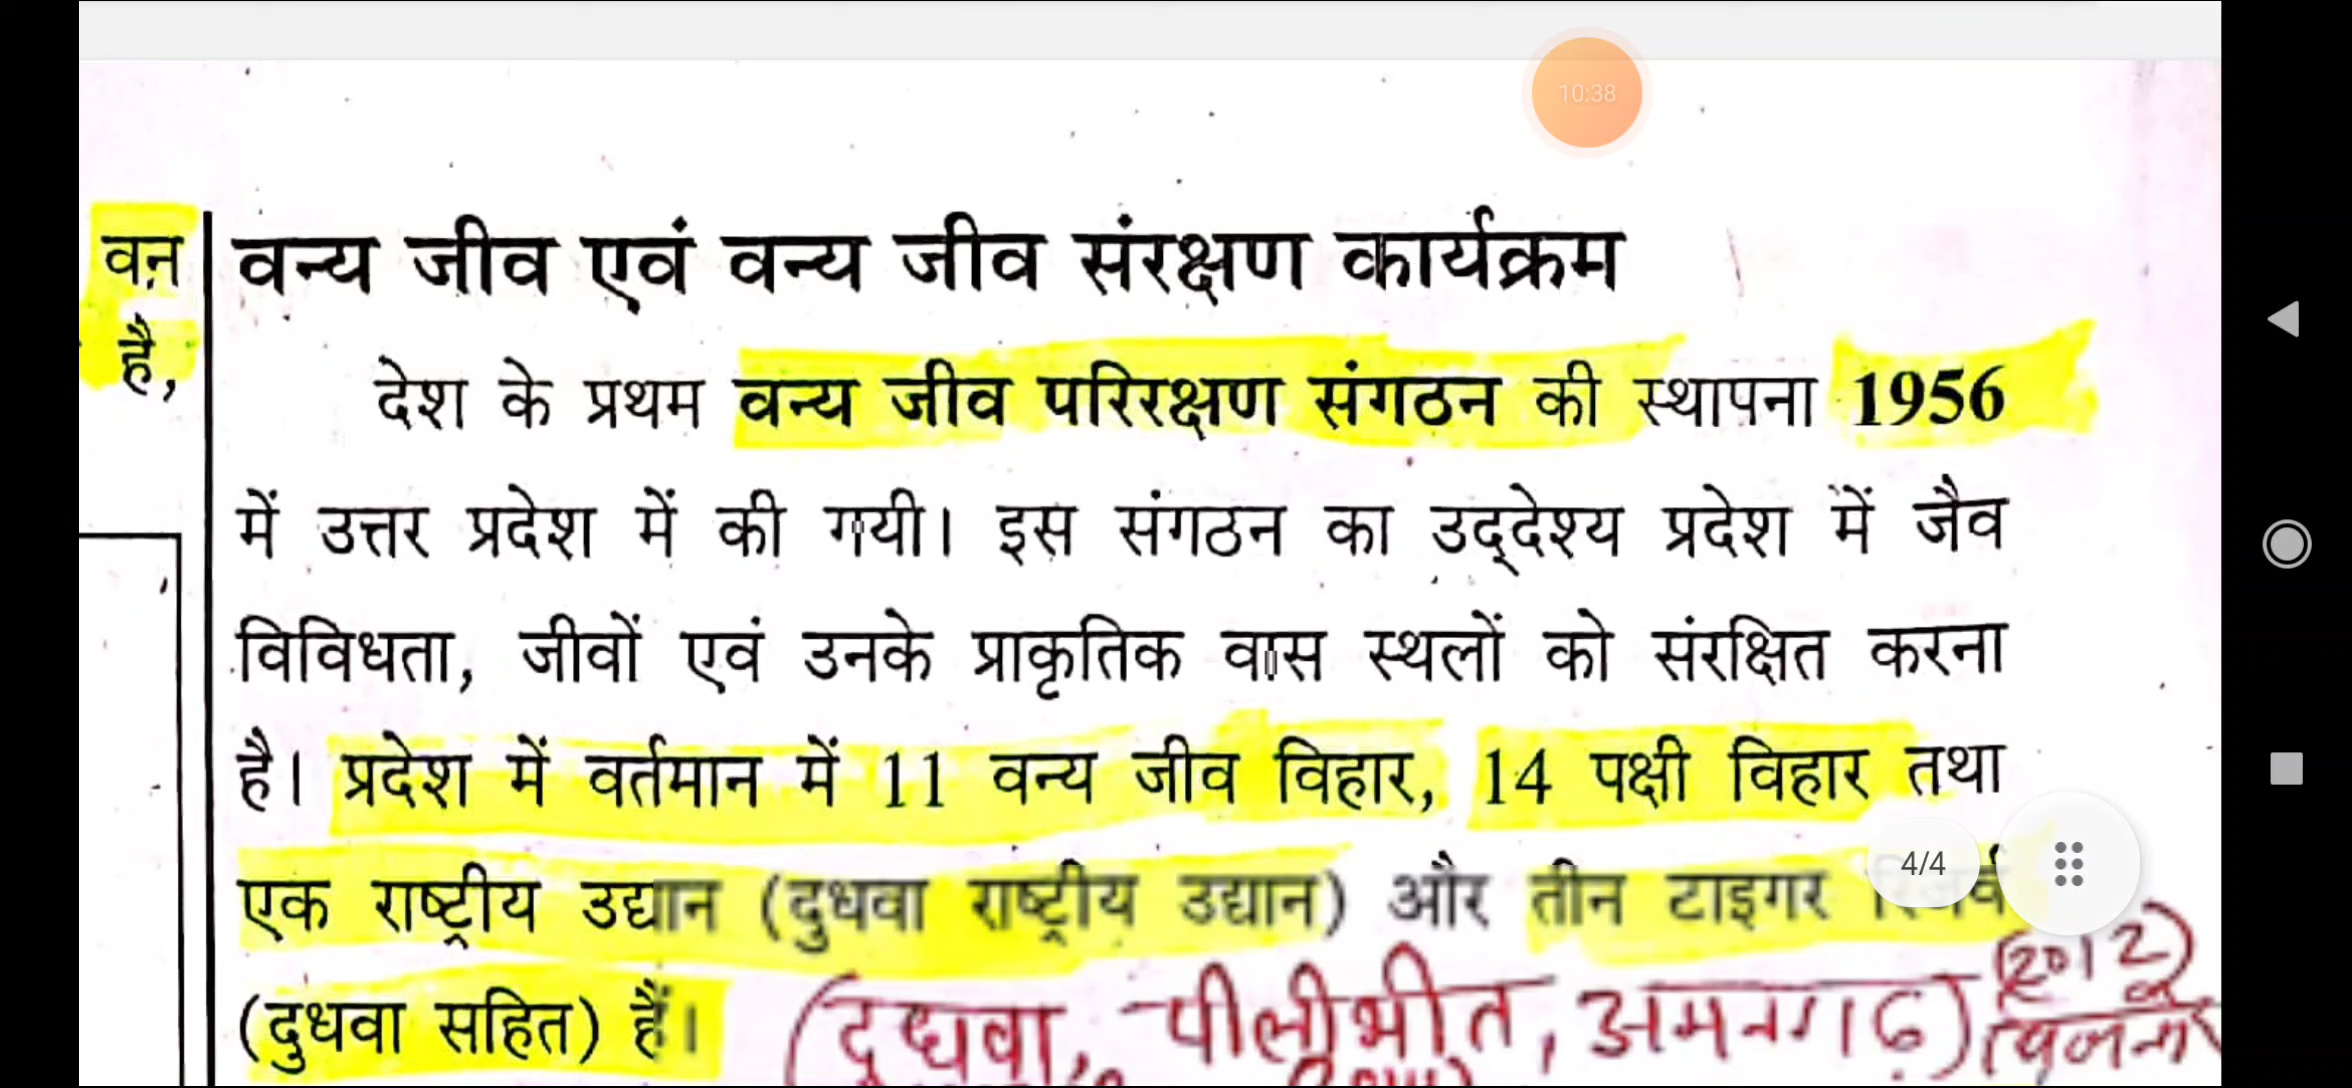 10:38
वन
है,
वन्य जीव एवं वन्य जीव संरक्षण कार्यक्रम
देश के प्रथम वन्य जीव परिरक्षण संगठन की स्थापना 1956
में उत्तर प्रदेश में की गयी। इस संगठन का उद्देश्य प्रदेश में जैव
विविधता, जीवों एवं उनके प्राकृतिक वास स्थलों को संरक्षित करना
है। प्रदेश में वर्तमान में 11 वन्य जीव विहार, 14 पक्षी विहार तथा
एक राष्ट्रीय उद्यान (दुधवा राष्ट्रीय उद्यान) और तीन टाइगर रिजर्व
4/4
(दुधवा सहित) हैं। (दुधवा, पीलीभीत, अमनगढ) (2012)